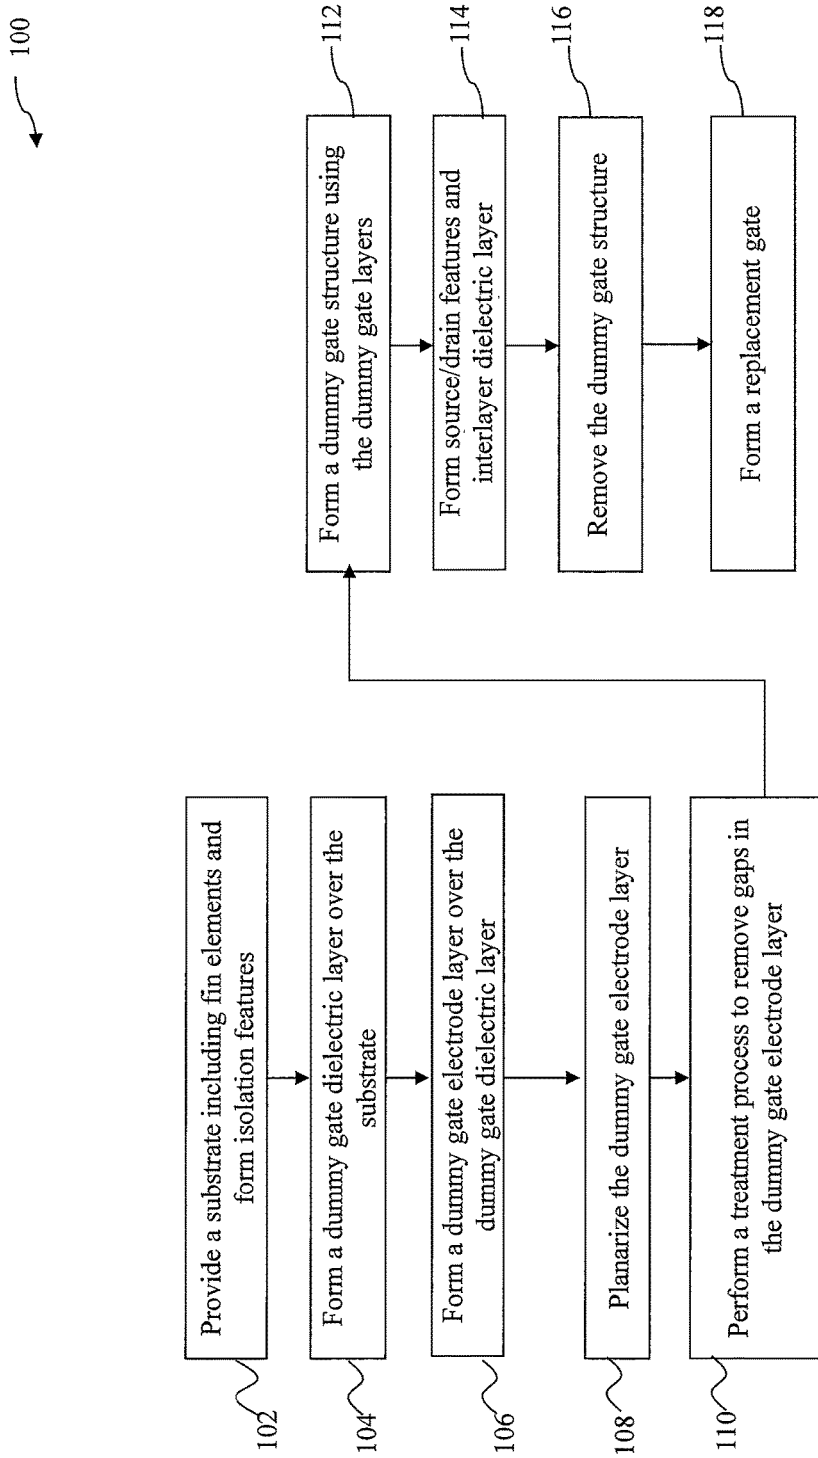 100
102
Provide a substrate including fin elements and
form isolation features
104
Form a dummy gate dielectric layer over the
substrate
106
Form a dummy gate electrode layer over the
dummy gate dielectric layer
108
Planarize the dummy gate electrode layer
110
Perform a treatment process to remove gaps in
the dummy gate electrode layer
112
Form a dummy gate structure using
the dummy gate layers
114
Form source/drain features and
interlayer dielectric layer
116
Remove the dummy gate structure
118
Form a replacement gate